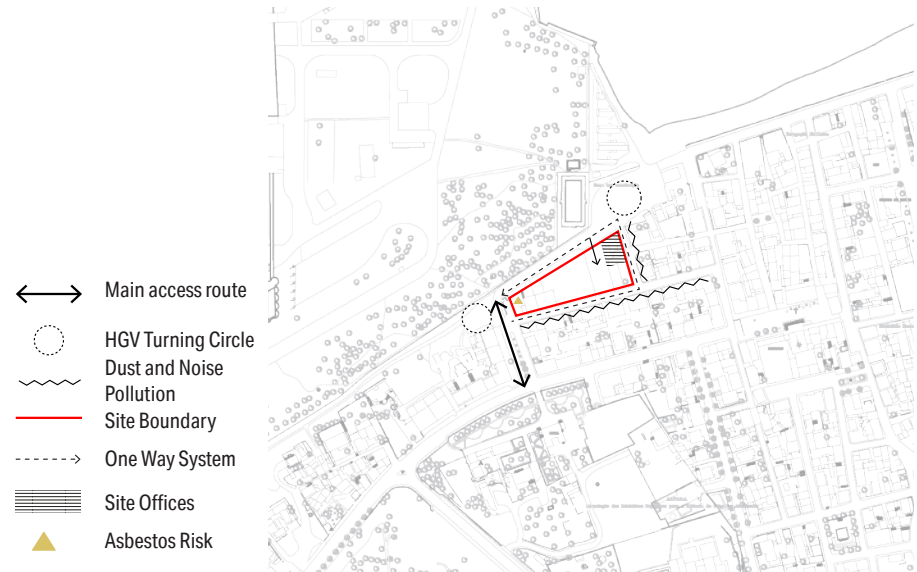 Main access route
HGV Turning Circle
Dust and Noise
Pollution
Site Boundary
One Way System
Site Offices
Asbestos Risk